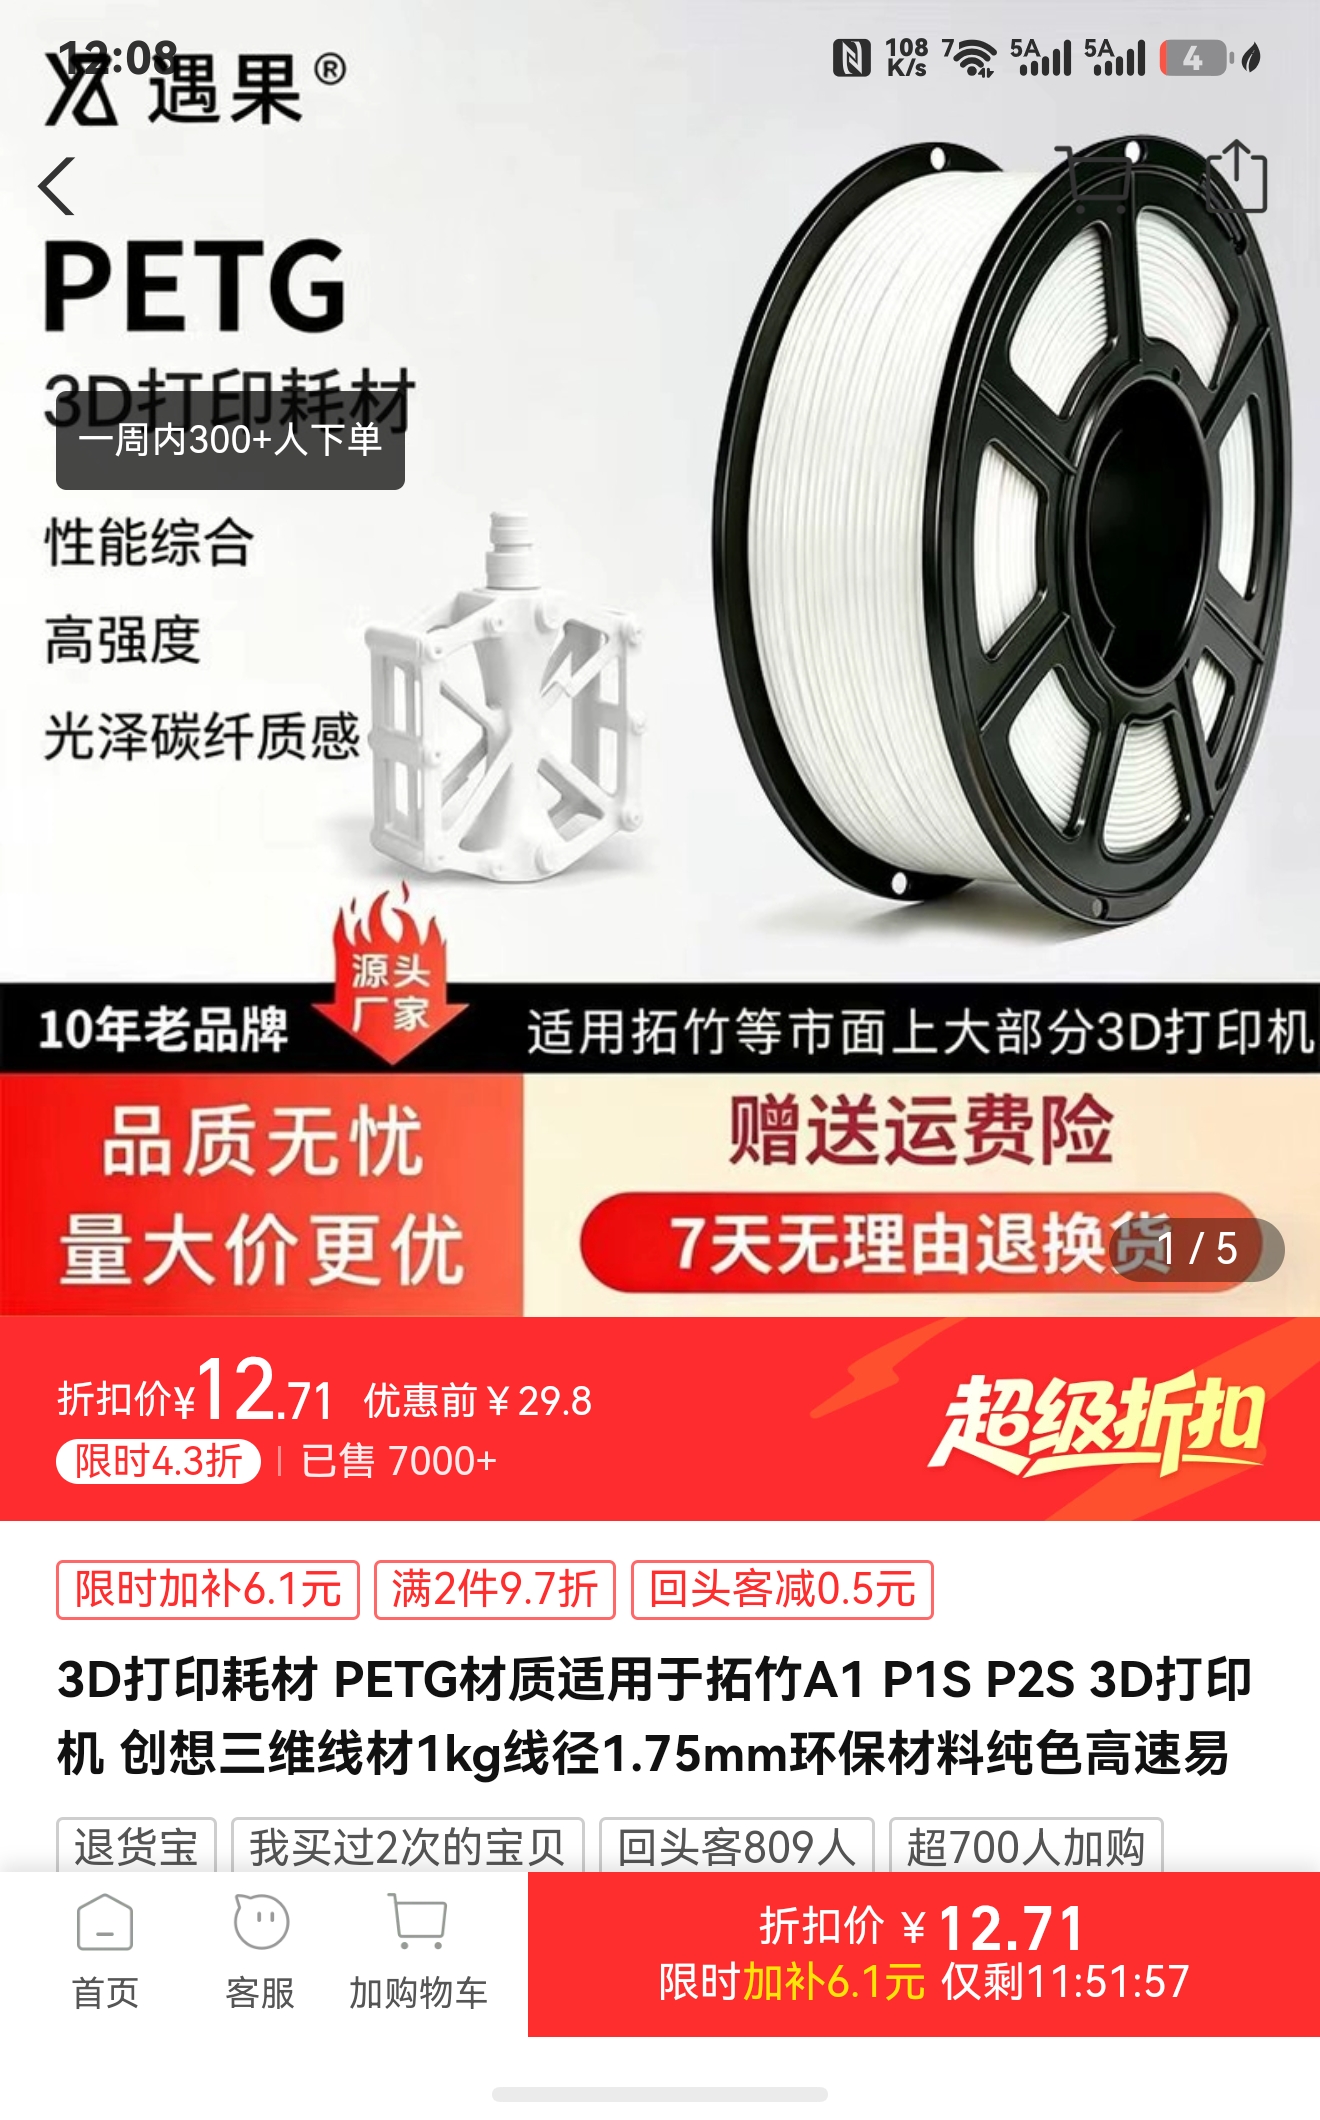 12:08
108 K/s
7
5A
5A
4
遇果®
PETG
3D打印耗材
一周内300+人下单
性能综合
高强度
光泽碳纤质感
源头
厂家
10年老品牌
适用拓竹等市面上大部分3D打印机
品质无忧
量大价更优
赠送运费险
7天无理由退换货
1 / 5
折扣价¥12.71 优惠前¥29.8
限时4.3折 | 已售 7000+
超级折扣
限时加补6.1元 满2件9.7折 回头客减0.5元
3D打印耗材 PETG材质适用于拓竹A1 P1S P2S 3D打印
机 创想三维线材1kg线径1.75mm环保材料纯色高速易
退货宝 我买过2次的宝贝 回头客809人 超700人加购
首页 客服 加购物车
折扣价 ¥12.71
限时加补6.1元 仅剩11:51:57